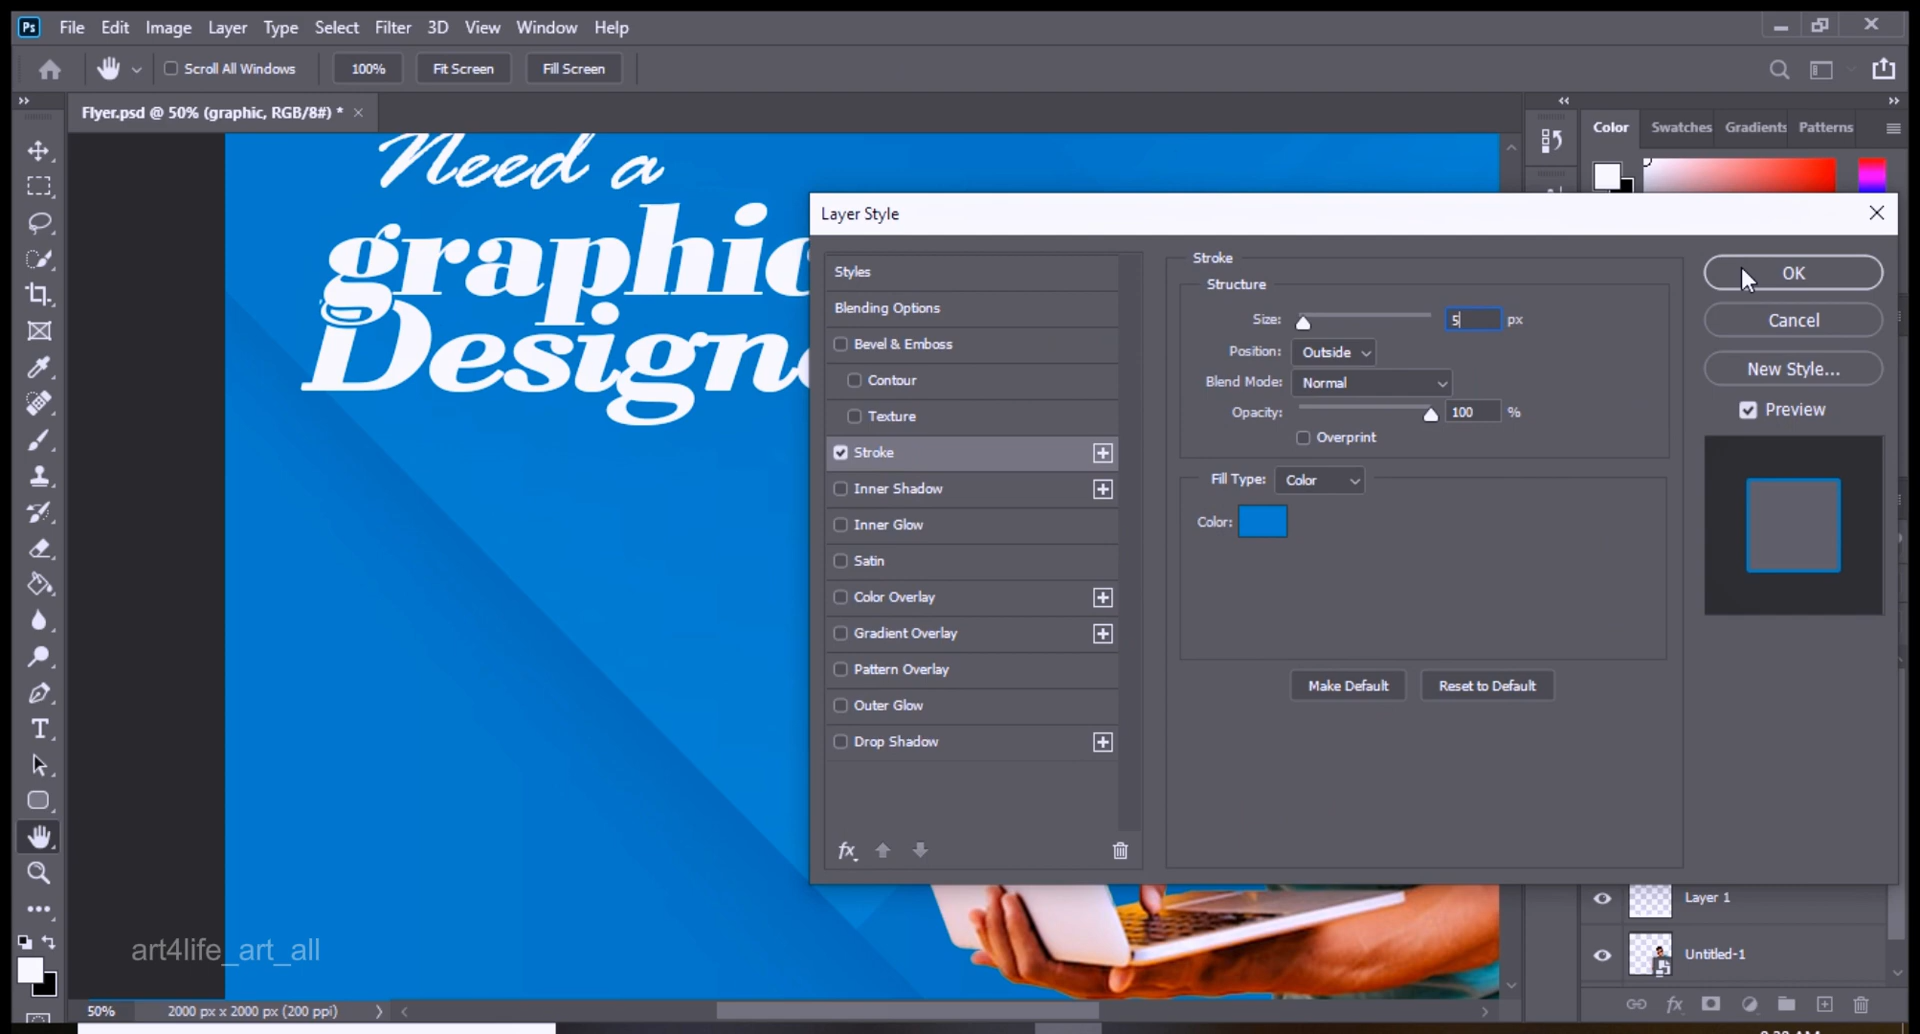 Ps File Edit Image Layer Type Select Filter 3D View Window Help
Scroll All Windows 100% Fit Screen Fill Screen
Flyer.psd @ 50% (graphic, RGB/8#) *
Color Swatches Gradients Patterns
Need a
graphic
Designe
Layer Style
Styles
Blending Options
Bevel & Emboss
Contour
Texture
Stroke
Inner Shadow
Inner Glow
Satin
Color Overlay
Gradient Overlay
Pattern Overlay
Outer Glow
Drop Shadow
fx
Stroke
Structure
Size: 5 px
Position: Outside
Blend Mode: Normal
Opacity: 100 %
Overprint
Fill Type: Color
Color:
Make Default Reset to Default
OK
Cancel
New Style...
Preview
Layer 1
Untitled-1
fx
art4life_art_all
50% 2000 px x 2000 px (200 ppi)